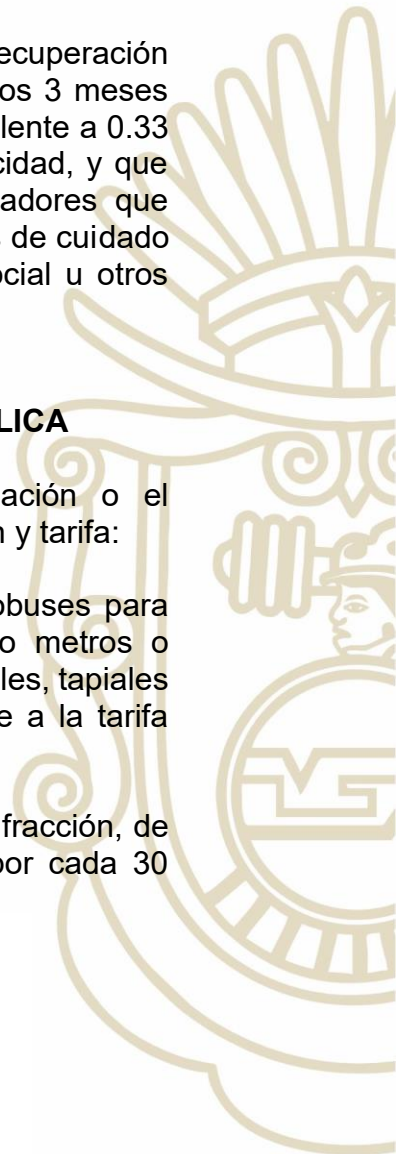 ecuperación
os 3 meses
lente a 0.33
cidad, y que
adores que
de cuidado
ocial u otros
LICA
ación o el
n y tarifa:
obuses para
o metros o
les, tapiales
e a la tarifa
fracción, de
por cada 30